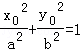 x₀²/a² + y₀²/b² = 1